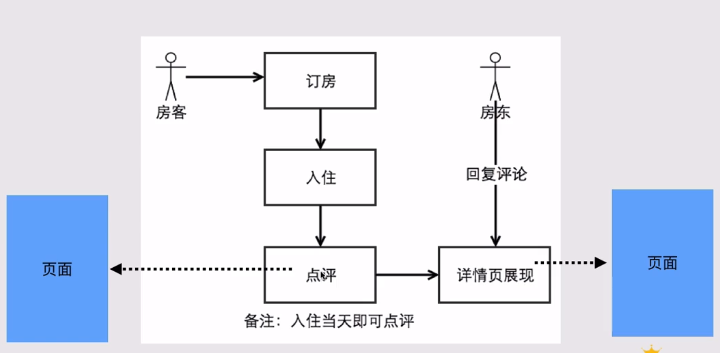 订房
房客
房东
回复评论
入住
页面
页面
点评
详情页展现
备注：入住当天即可点评